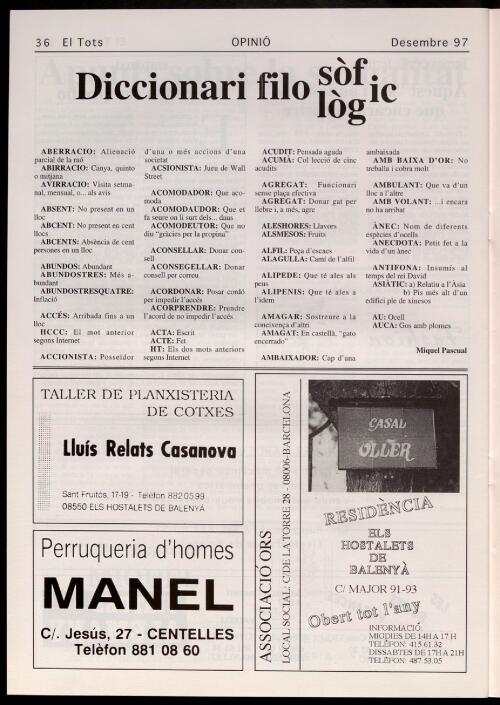 36 El Tots
OPINIÓ
Desembre 97
Diccionari filo sòf
lòg ic
ABERRACIO: Alienació
parcial de la raó
ABIRRACIO: Canya, quinto
o mitjana
AVIRRACIO: Visita setma-
nal, mensual, o... als avis
ABSENT: No present en un
lloc
ABCENT: No present en cent
llocs
ABCENTS: Absència de cent
persones en un lloc
ABUNDOS: Abundant
ABUNDOSTRES: Més a-
bundant
ABUNDOSTRESQUATRE:
Inflació
ACCÉS: Arribada fins a un
lloc
HCCC: El mot anterior
segons Internet
ACCIONISTA: Posseïdor
d'una o més accions d'una
societat
ACSIONISTA: Jueu de Wall
Street
ACOMODADOR: Que aco-
moda
ACOMODAUDOR: Que et
fa seure on li surt dels... daus
ACOMODEUTOR: Que no
diu "gràcies per la propina"
ACONSELLAR: Donar con-
sell
ACONSEGELLAR: Donar
consell per correu
ACORDONAR: Posar cordó
per impedir l'accés
ACORPRENDRE: Prendre
l'acord de no impedir l'accés
ACTA: Escrit
ACTE: Fet
HT: Els dos mots anteriors
segons Internet
ACUDIT: Pensada aguda
ACUMÀ: Col lecció de cinc
acudits
AGREGAT: Funcionari
sense plaça efectiva
AGREGAT: Donar gat per
llebre i, a més, agre
ALESHORES: Llavors
ALSMESOS: Fruits
ALFIL: Peça d'escacs
ALAGULLA: Camí de l'alfil
ALIPEDE: Que té ales als
peus
ALIPENIS: Que té ales a
l'idem
AMAGAR: Sostreure a la
coneixença d'altri
AMAGAT: En castellà, "gato
encerrado"
AMBAIXADOR: Cap d'una
ambaixada
AMB BAIXA D'OR: No
treballa i cobra molt
AMBULANT: Que va d'un
lloc a l'altre
AMB VOLANT: ...i encara
no ha arribat
ÀNEC: Nom de diferents
espècies d'ocells
ANECDOTA: Petit fet a la
vida d'un ànec
ANTIFONA: Insumís al
temps del rei David
ASIÀTIC: a) Relatiu a l'Àsia
b) Pis més alt d'un
edifici ple de xinesos
AU: Ocell
AUCA: Gos amb plomes
Miquel Pascual
TALLER DE PLANXISTERIA
DE COTXES
Lluís Relats Casanova
Sant Fruitós, 17-19 - Telèfon 882 05 99
08550 ELS HOSTALETS DE BALENYÀ
Perruqueria d'homes
MANEL
C/. Jesús, 27 - CENTELLES
Telèfon 881 08 60
ASSOCIACIÓ ORS
LOCAL SOCIAL: C/DE LA TORRE 28 - 08006-BARCELONA
CASAL
OLLER
RESIDÈNCIA
ELS
HOSTALETS
DE
BALENYÀ
C/ MAJOR 91-93
Obert tot l'any
INFORMACIÓ:
MIGDIES DE 14H A 17 H
TELÈFON: 415.61.32
DISSABTES DE 17H A 21H
TELÈFON: 487.53.05